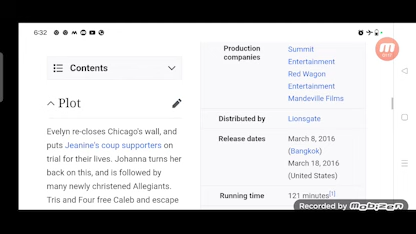 6:32
Contents
Plot
Evelyn re-closes Chicago's wall, and
puts Jeanine's coup supporters on
trial for their lives. Johanna turns her
back on this, and is followed by
many newly christened Allegiants.
Tris and Four free Caleb and escape
Production
companies
Summit
Entertainment
Red Wagon
Entertainment
Mandeville Films
Distributed by
Lionsgate
Release dates
March 8, 2016
(Bangkok)
March 18, 2016
(United States)
Running time
121 minutes[1]
Recorded by Mobizen